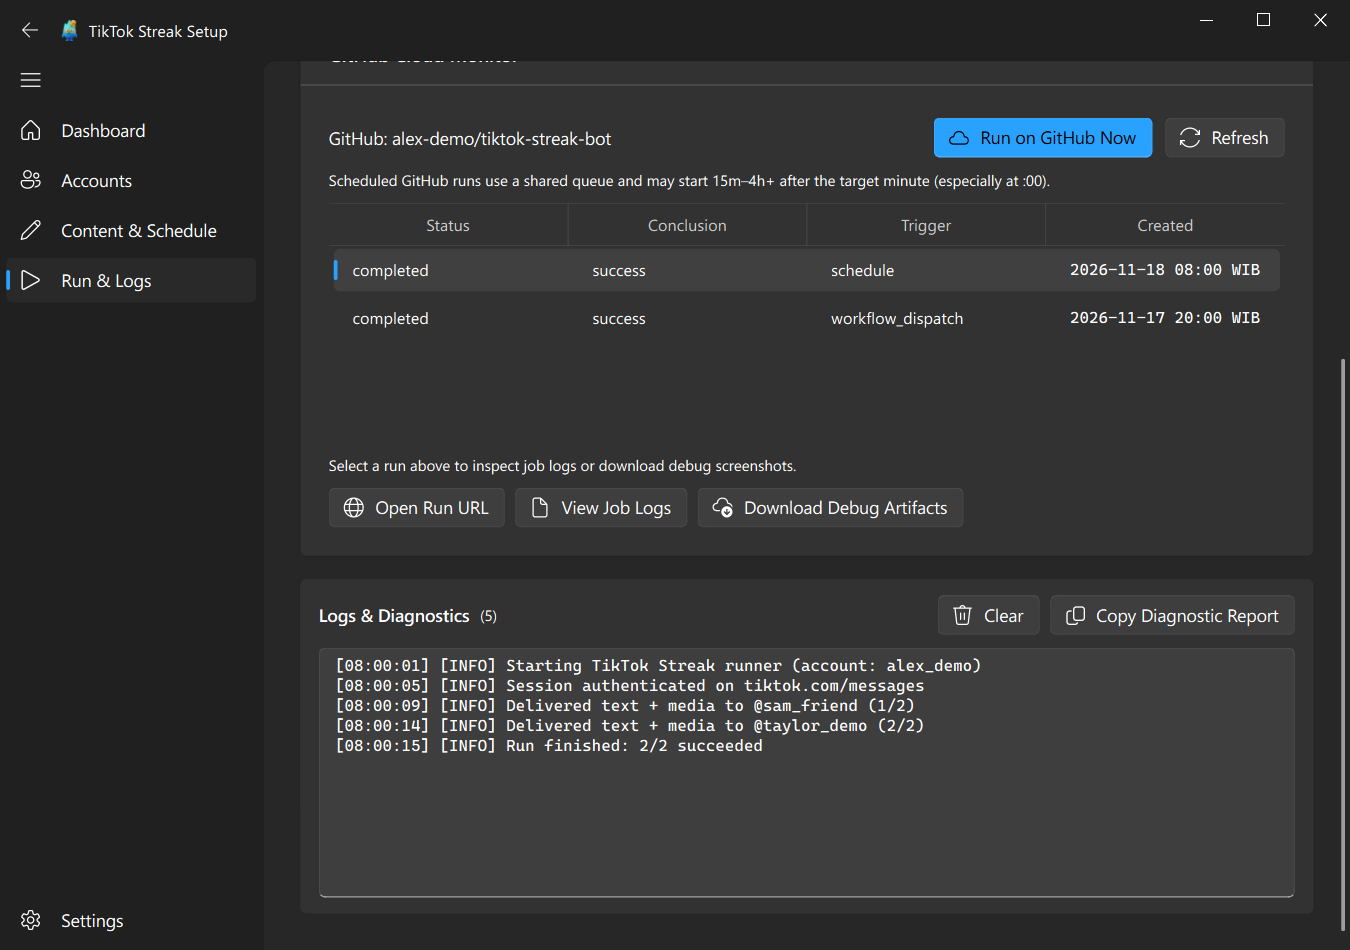 TikTok Streak Setup
Dashboard
Accounts
Content & Schedule
Run & Logs
Settings
GitHub Cloud Monitor
GitHub: alex-demo/tiktok-streak-bot
Run on GitHub Now
Refresh
Scheduled GitHub runs use a shared queue and may start 15m–4h+ after the target minute (especially at :00).
Status Conclusion Trigger Created
completed success schedule 2026-11-18 08:00 WIB
completed success workflow_dispatch 2026-11-17 20:00 WIB
Select a run above to inspect job logs or download debug screenshots.
Open Run URL
View Job Logs
Download Debug Artifacts
Logs & Diagnostics (5)
Clear
Copy Diagnostic Report
[08:00:01] [INFO] Starting TikTok Streak runner (account: alex_demo)
[08:00:05] [INFO] Session authenticated on tiktok.com/messages
[08:00:09] [INFO] Delivered text + media to @sam_friend (1/2)
[08:00:14] [INFO] Delivered text + media to @taylor_demo (2/2)
[08:00:15] [INFO] Run finished: 2/2 succeeded